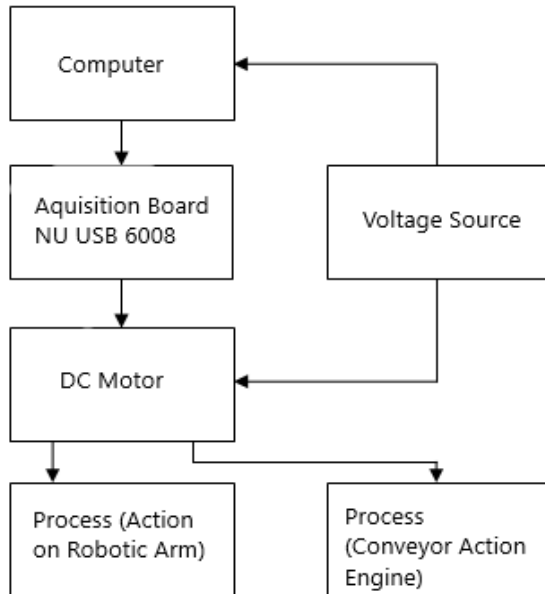 Computer
Aquisition Board
NU USB 6008
Voltage Source
DC Motor
Process (Action
on Robotic Arm)
Process
(Conveyor Action
Engine)